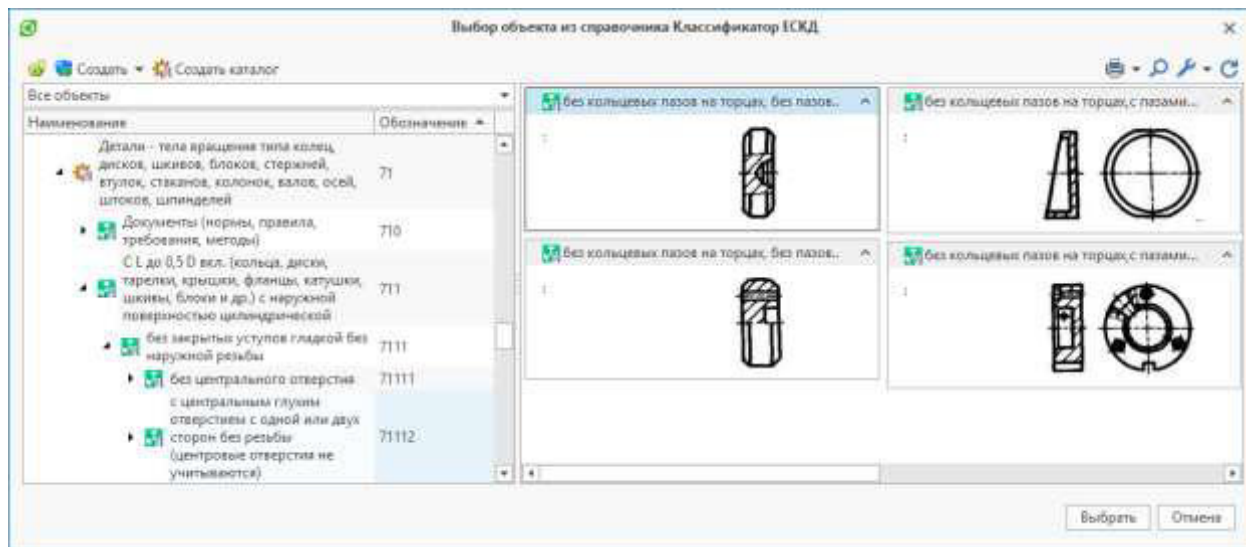 Выбор объекта из справочника Классификатор ЕСКД
Создать
Создать каталог
Все объекты
Наименование Обозначение
Детали - тела вращения типа колец,
дисков, шкивов, блоков, стержней,
втулок, стаканов, колонок, валов, осей,
штоков, шпинделей
71
Документы (нормы, правила,
требования, методы)
710
С L до 0,5 D вкл. (кольца, диски,
тарелки, крышки, фланцы, катушки,
шкивы, блоки и др.) с наружной
поверхностью цилиндрической
711
без закрытых уступов гладкой без
наружной резьбы
7111
без центрального отверстия 71111
с центральным глухим
отверстием с одной или двух
сторон без резьбы
(центровые отверстия не
учитываются)
71112
без кольцевых пазов на торцах, без пазов...
без кольцевых пазов на торцах,с пазами...
без кольцевых пазов на торцах, без пазов...
без кольцевых пазов на торцах,с пазами...
Выбрать
Отмена